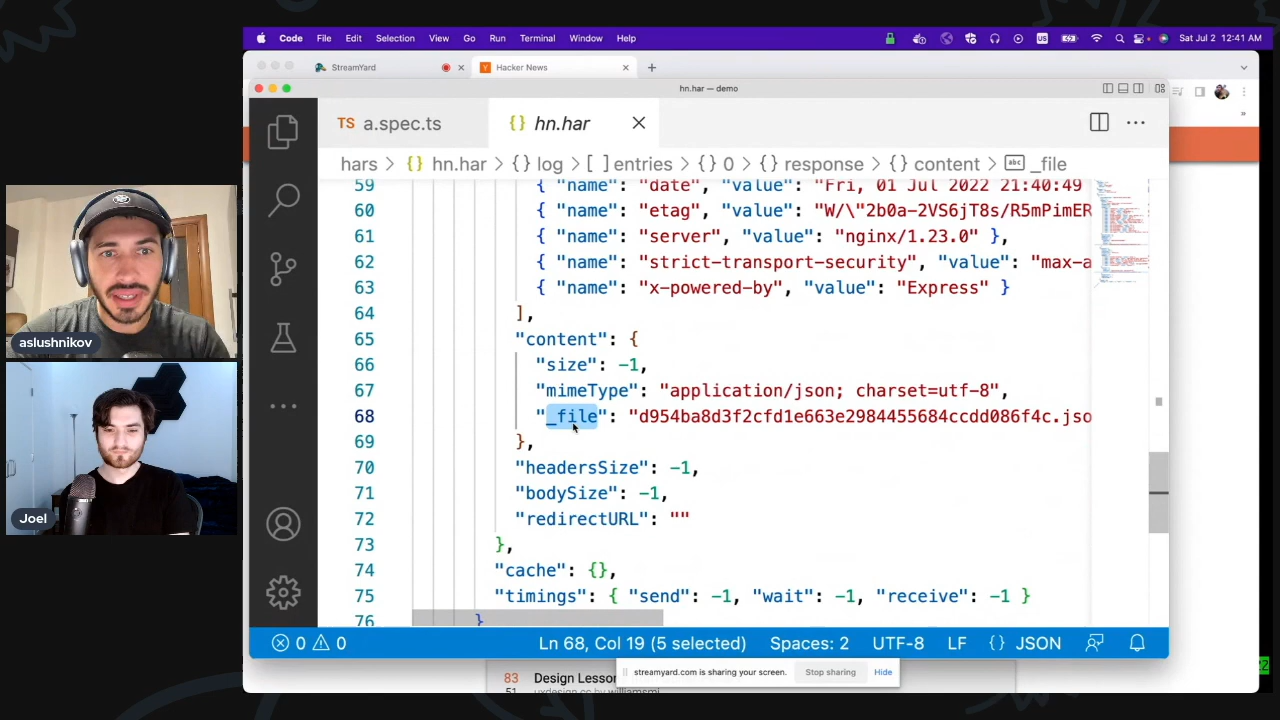 Code File Edit Selection View Go Run Terminal Window Help US Sat Jul 2 12:41 AM
StreamYard Hacker News
hn.har — demo
TS a.spec.ts {} hn.har
hars > {} hn.har > {} log > [ ] entries > {} 0 > {} response > {} content > abc _file
59 { "name": "date", "value": "Fri, 01 Jul 2022 21:40:49
60 { "name": "etag", "value": "W/\"2b0a-2VS6jT8s/R5mPimER
61 { "name": "server", "value": "nginx/1.23.0" },
62 { "name": "strict-transport-security", "value": "max-a
63 { "name": "x-powered-by", "value": "Express" }
64 ],
65 "content": {
66 "size": -1,
67 "mimeType": "application/json; charset=utf-8",
68 "_file": "d954ba8d3f2cfd1e663e2984455684ccdd086f4c.jso
69 },
70 "headersSize": -1,
71 "bodySize": -1,
72 "redirectURL": ""
73 },
74 "cache": {},
75 "timings": { "send": -1, "wait": -1, "receive": -1 }
76 }
0 0 Ln 68, Col 19 (5 selected) Spaces: 2 UTF-8 LF {} JSON
streamyard.com is sharing your screen. Stop sharing Hide
83 Design Lesson
51
aslushnikov
Joel